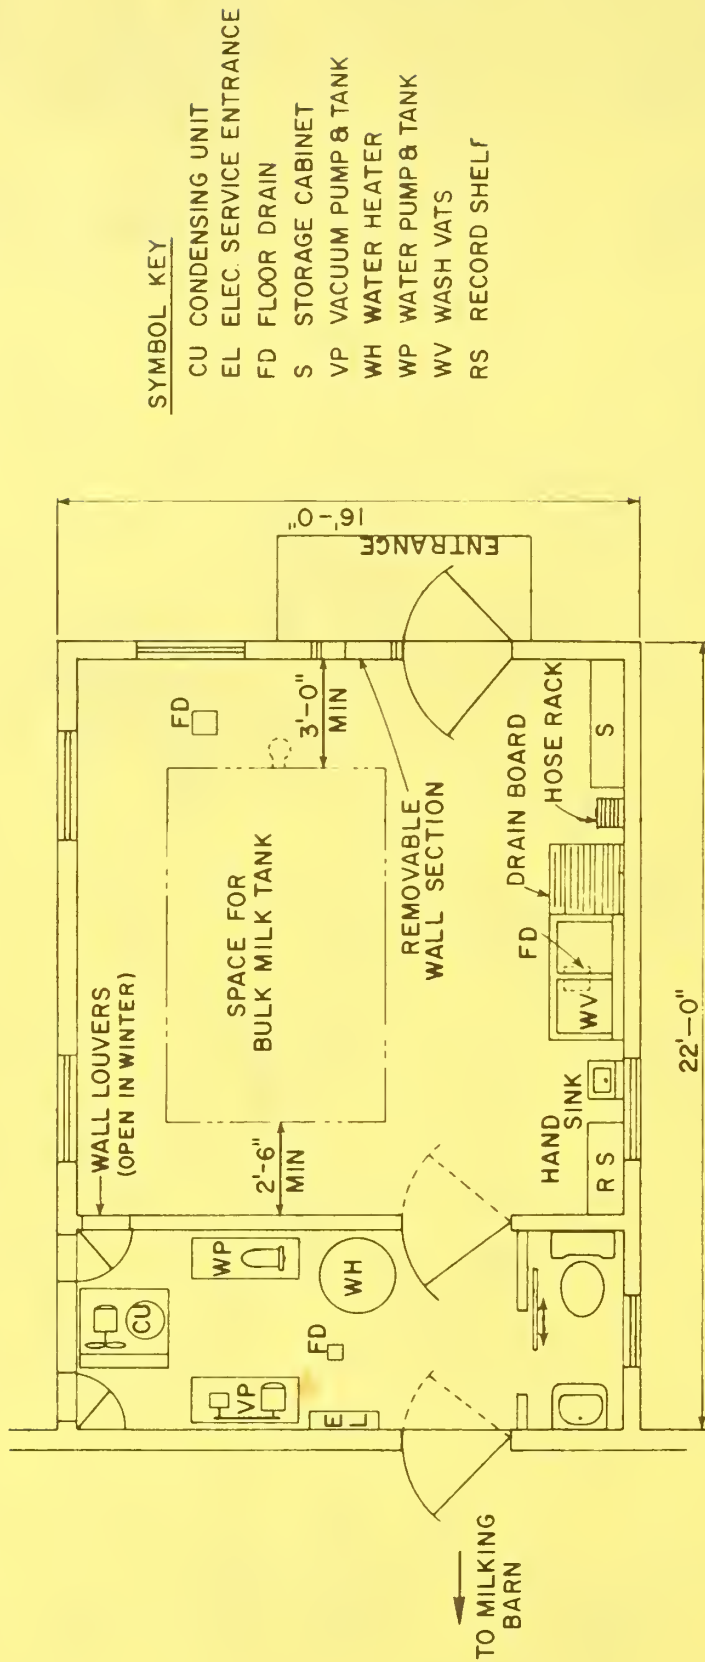 SYMBOL KEY
CU CONDENSING UNIT
EL ELEC. SERVICE ENTRANCE
FD FLOOR DRAIN
S STORAGE CABINET
VP VACUUM PUMP & TANK
WH WATER HEATER
WP WATER PUMP & TANK
WV WASH VATS
RS RECORD SHELF
16'-0"
ENTRANCE
WALL LOUVERS
(OPEN IN WINTER)
FD
3'-0"
MIN
SPACE FOR
BULK MILK TANK
2'-6"
MIN
REMOVABLE
WALL SECTION
CU
WP
WH
VP
FD
EL
TO MILKING
BARN
HAND
SINK
RS
WV
FD
DRAIN BOARD
HOSE RACK
S
22'-0"